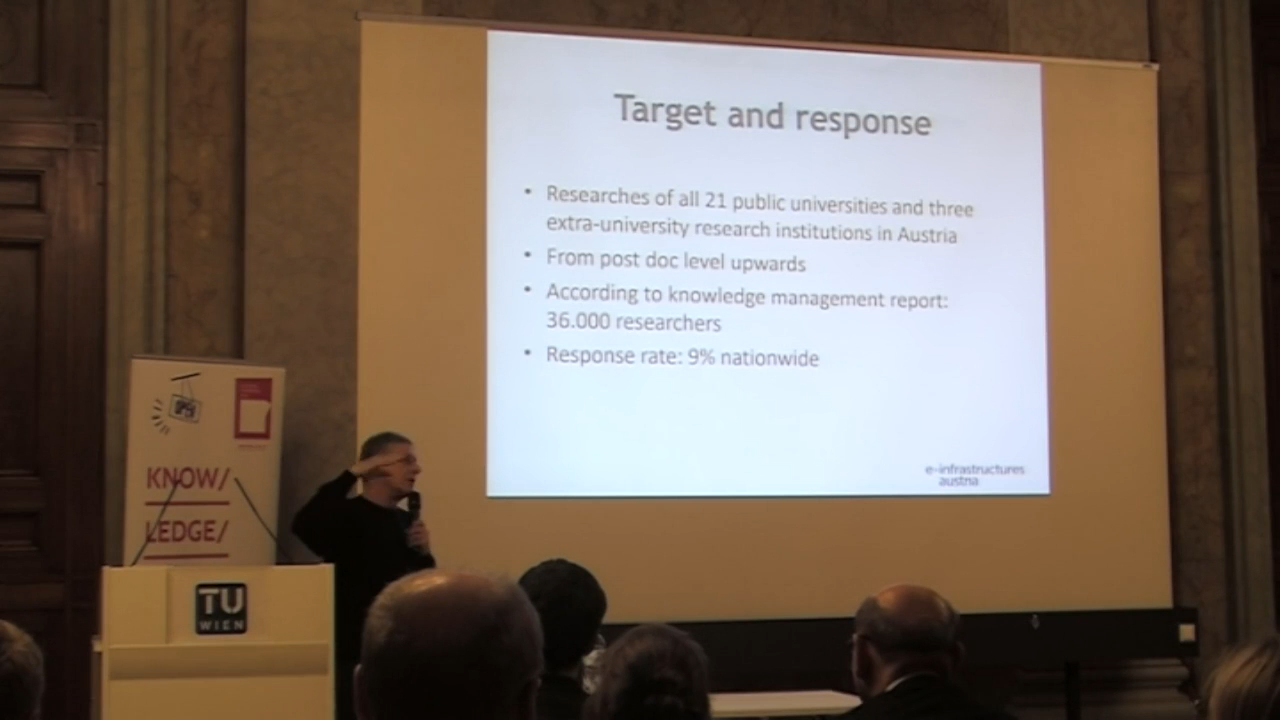 Target and response
• Researches of all 21 public universities and three
extra-university research institutions in Austria
• From post doc level upwards
• According to knowledge management report:
36.000 researchers
• Response rate: 9% nationwide
e-infrastructures
austria
OPEN
KNOW/
LEDGE/
TU
WIEN